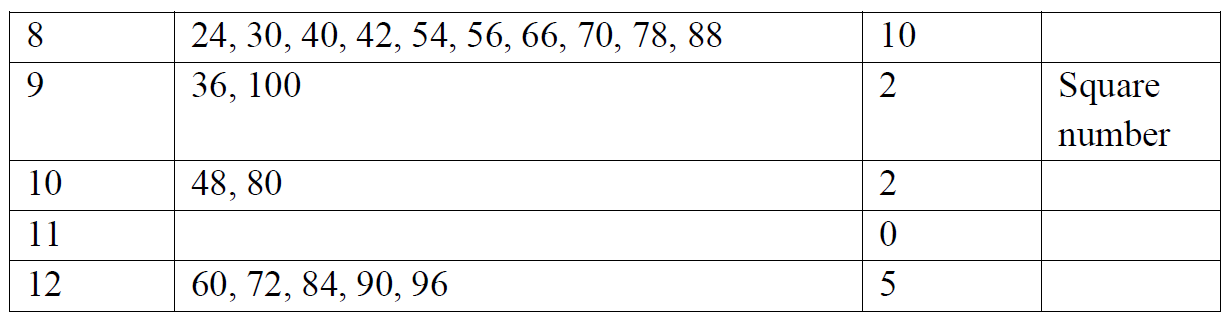 8 24, 30, 40, 42, 54, 56, 66, 70, 78, 88 10
9 36, 100 2 Square
number
10 48, 80 2
11 0
12 60, 72, 84, 90, 96 5